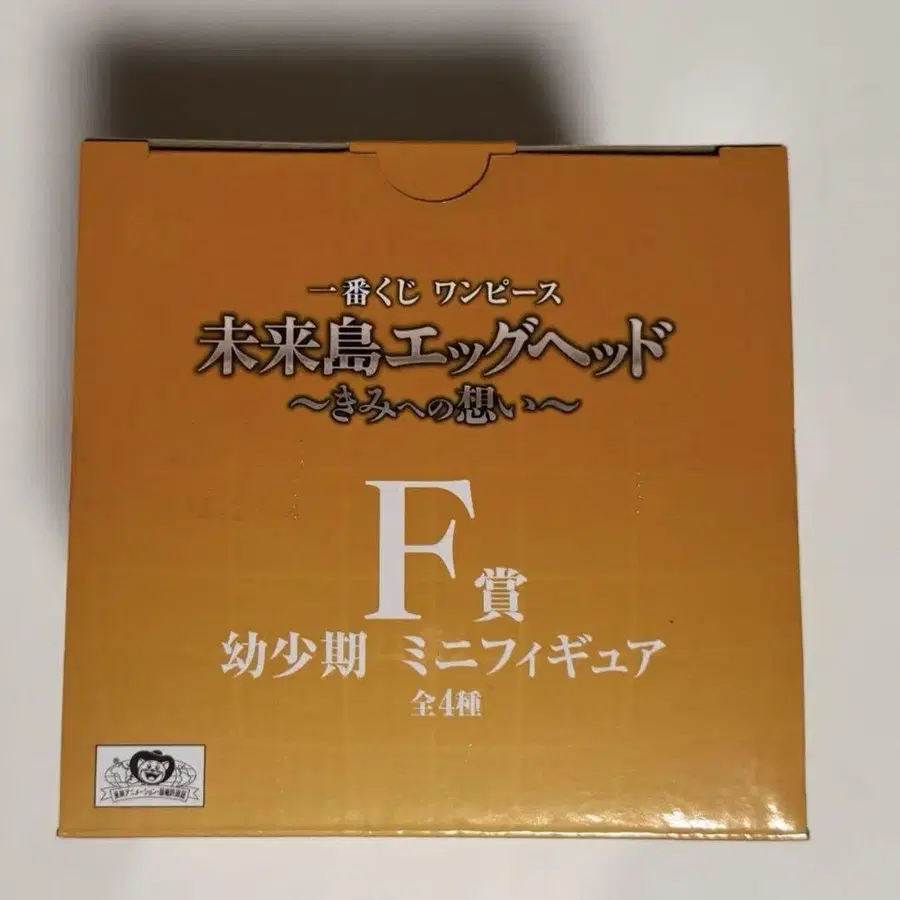 一番くじ ワンピース
未来島エッグヘッド
～きみへの想い～
F賞
幼少期 ミニフィギュア
全4種